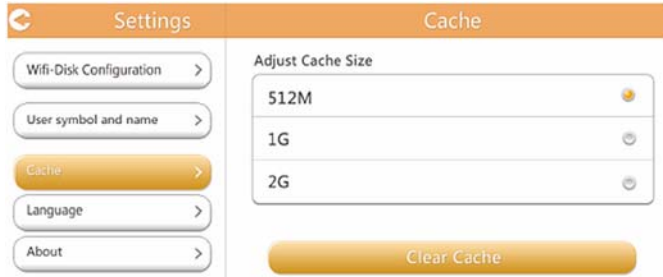 Settings
Cache
Wifi-Disk Configuration
User symbol and name
Cache
Language
About
Adjust Cache Size
512M
1G
2G
Clear Cache